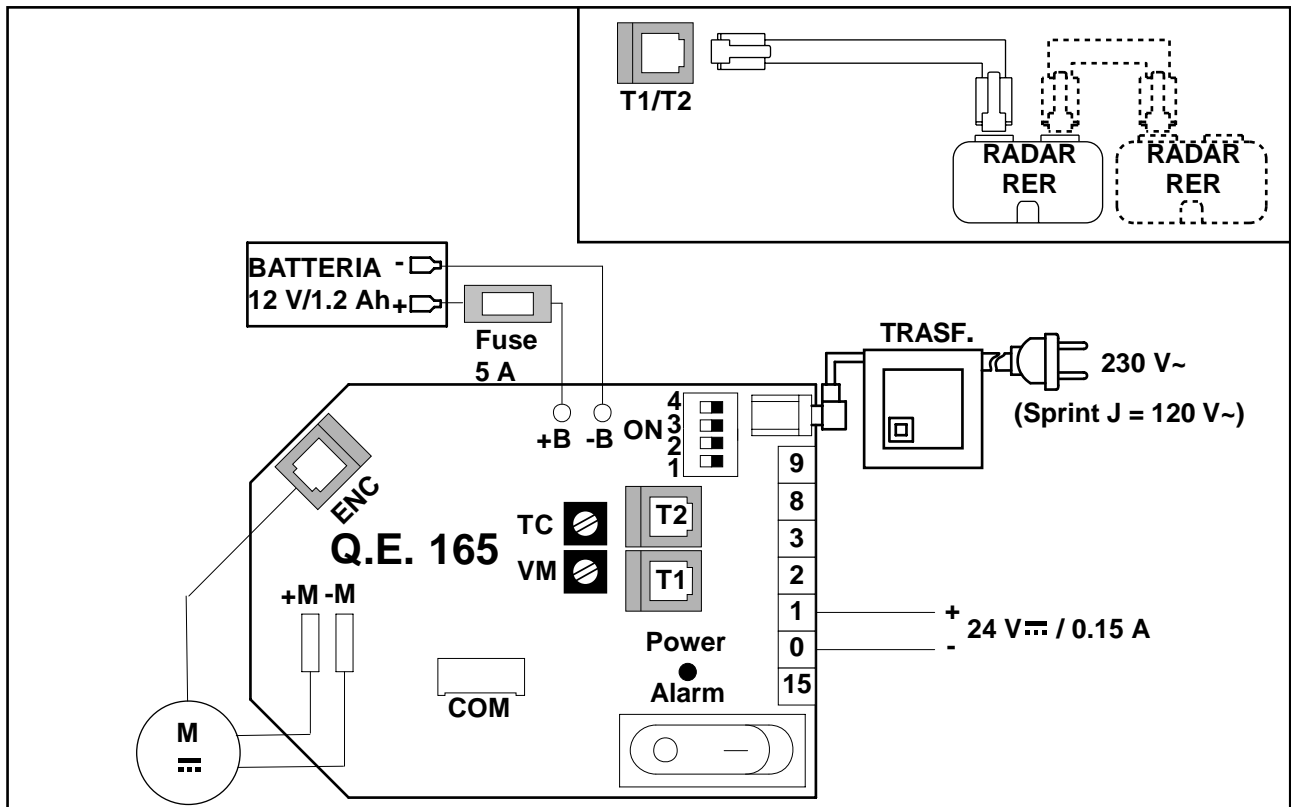 T1/T2
RADAR
RER
RADAR
RER
BATTERIA -
12 V/1.2 Ah +
Fuse
5 A
TRASF.
230 V~
(Sprint J = 120 V~)
+B -B
ON
4
3
2
1
ENC
Q.E. 165
TC
VM
T2
T1
9
8
3
2
1
0
15
+
24 V⎓ / 0.15 A
-
+M -M
Power
Alarm
COM
M